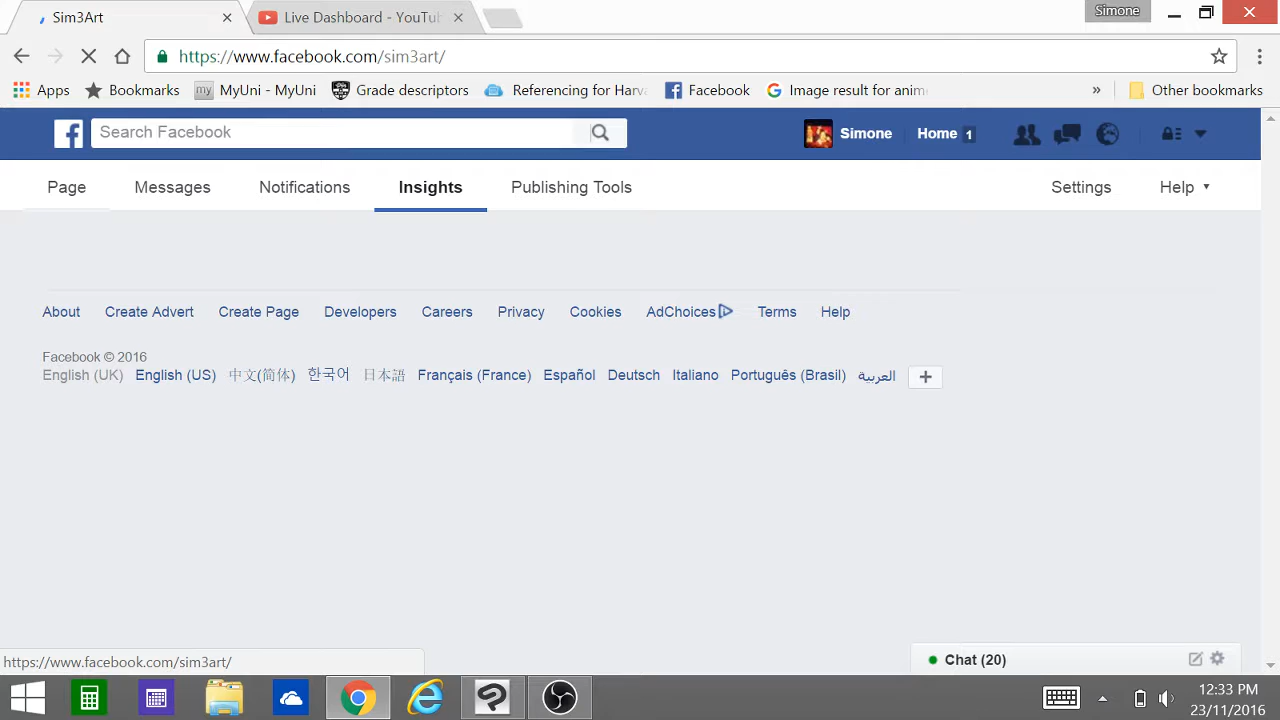 Sim3Art
Live Dashboard - YouTub
Simone
https://www.facebook.com/sim3art/
Apps
Bookmarks
my
MyUni - MyUni
Grade descriptors
Referencing for Harva
Facebook
Image result for anime
»
Other bookmarks
Search Facebook
Simone
Home 1
Page
Messages
Notifications
Insights
Publishing Tools
Settings
Help
About
Create Advert
Create Page
Developers
Careers
Privacy
Cookies
AdChoices
Terms
Help
Facebook © 2016
English (UK)
English (US)
中文(简体)
한국어
日本語
Français (France)
Español
Deutsch
Italiano
Português (Brasil)
العربية
+
https://www.facebook.com/sim3art/
Chat (20)
12:33 PM
23/11/2016